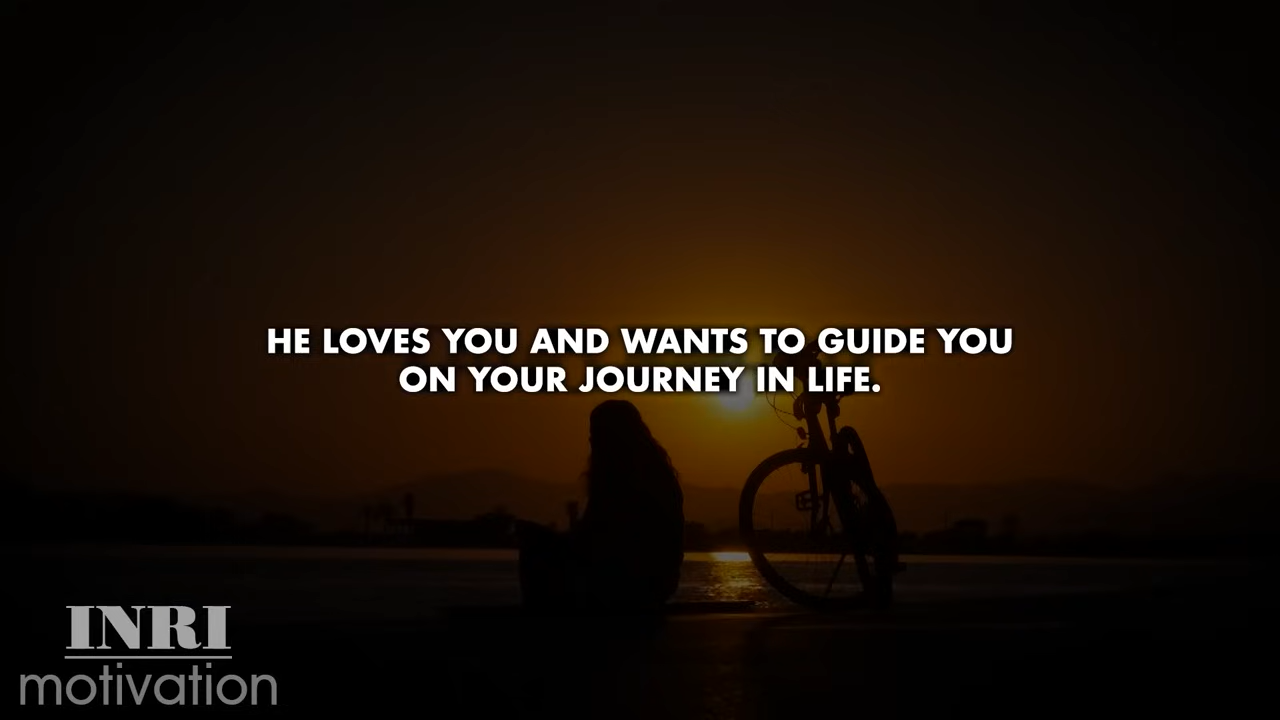 HE LOVES YOU AND WANTS TO GUIDE YOU
ON YOUR JOURNEY IN LIFE.
INRI
motivation